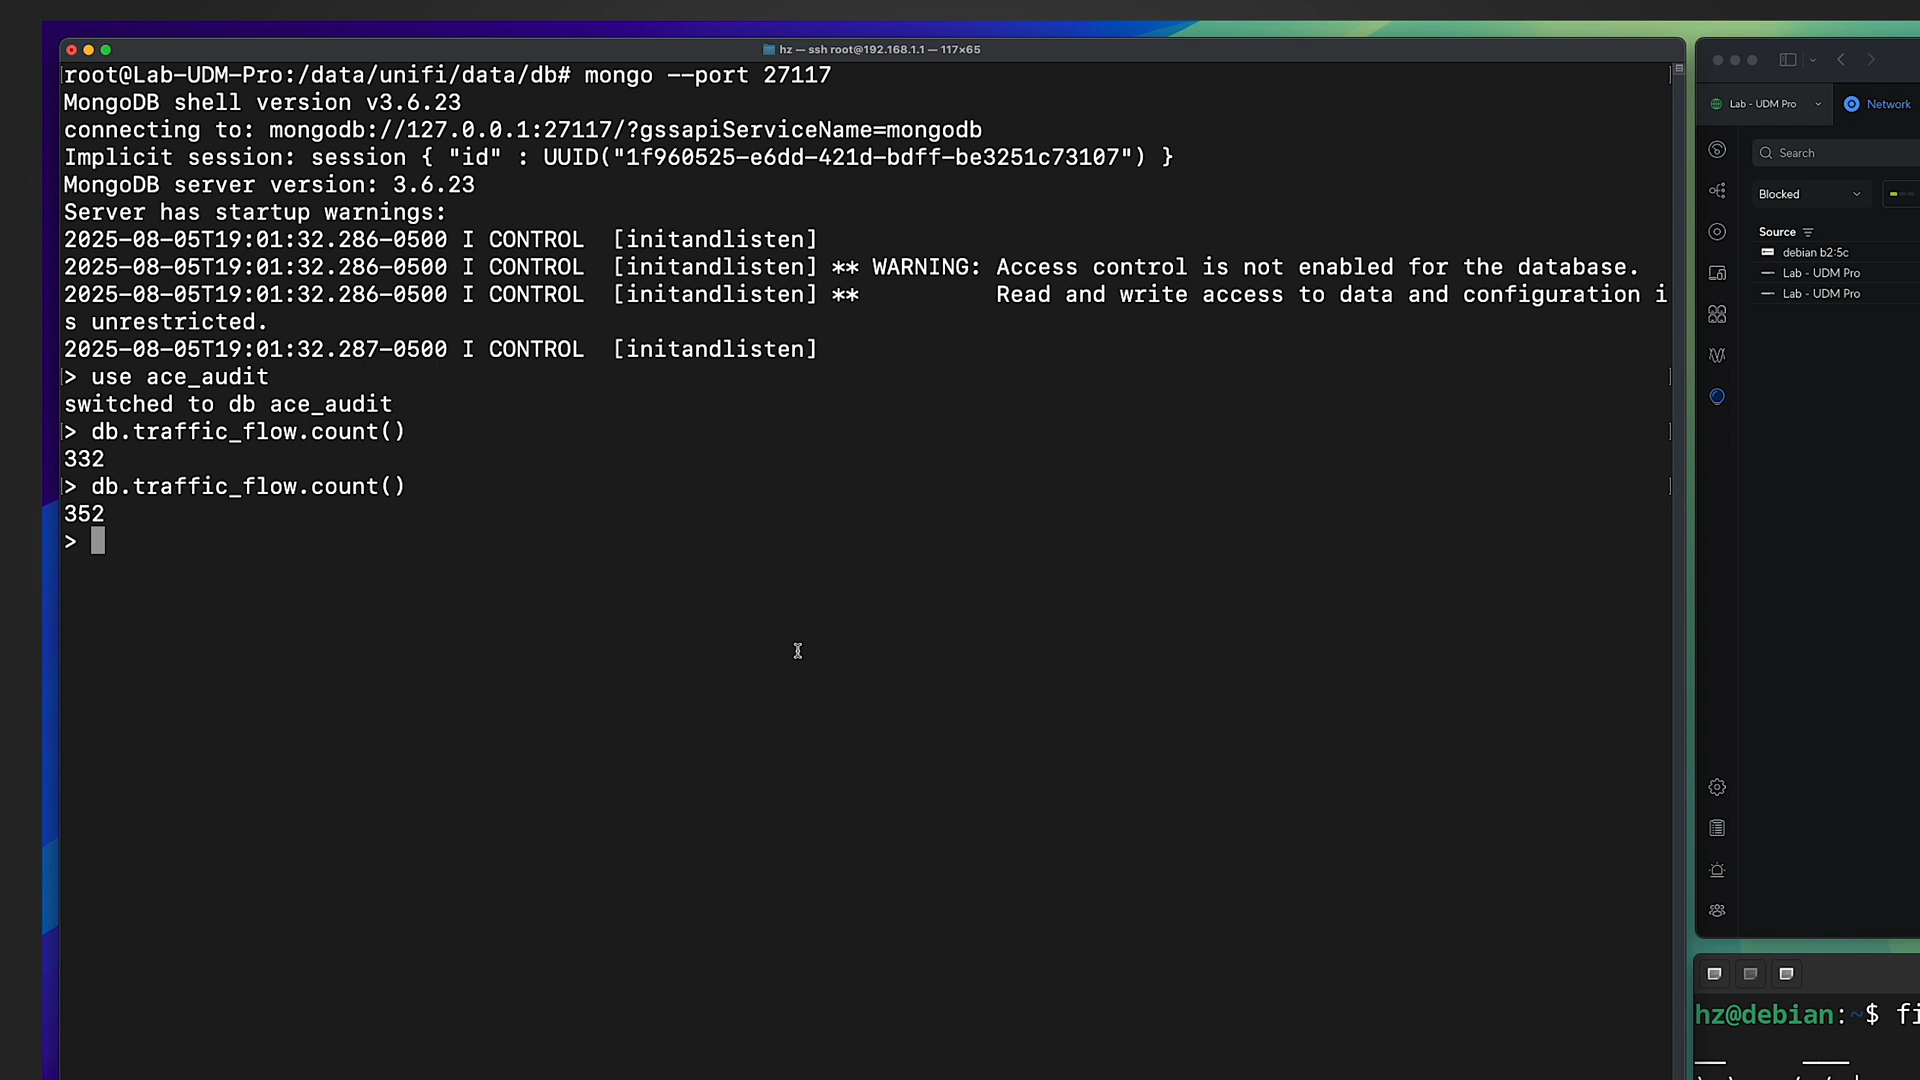 hz — ssh root@192.168.1.1 — 117×65
root@Lab-UDM-Pro:/data/unifi/data/db# mongo --port 27117
MongoDB shell version v3.6.23
connecting to: mongodb://127.0.0.1:27117/?gssapiServiceName=mongodb
Implicit session: session { "id" : UUID("1f960525-e6dd-421d-bdff-be3251c73107") }
MongoDB server version: 3.6.23
Server has startup warnings:
2025-08-05T19:01:32.286-0500 I CONTROL  [initandlisten]
2025-08-05T19:01:32.286-0500 I CONTROL  [initandlisten] ** WARNING: Access control is not enabled for the database.
2025-08-05T19:01:32.286-0500 I CONTROL  [initandlisten] **          Read and write access to data and configuration i
s unrestricted.
2025-08-05T19:01:32.287-0500 I CONTROL  [initandlisten]
> use ace_audit
switched to db ace_audit
> db.traffic_flow.count()
332
> db.traffic_flow.count()
352
>
Lab - UDM Pro
Network
Search
Blocked
Source
debian b2:5c
Lab - UDM Pro
Lab - UDM Pro
hz@debian:~$ fi